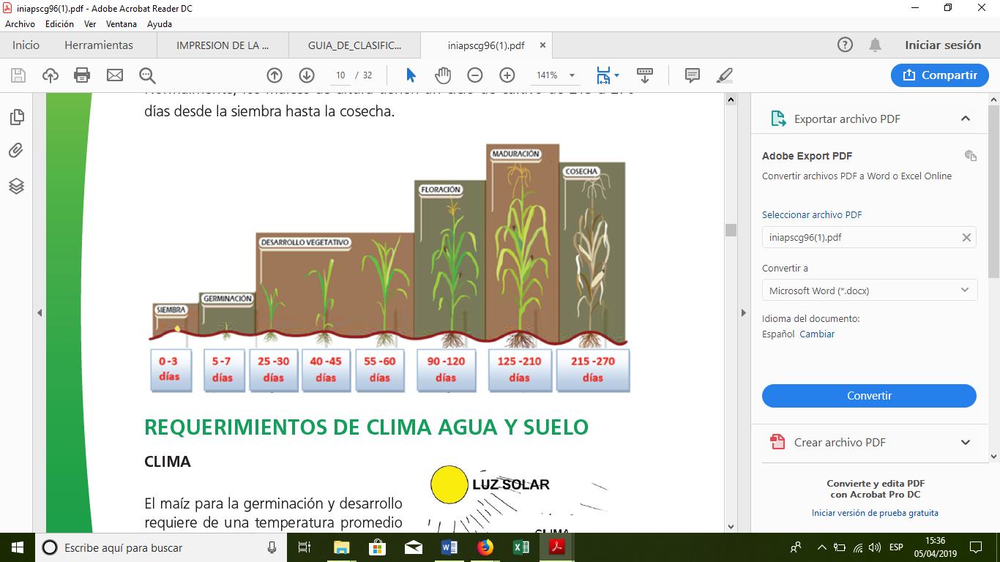 iniapscg96(1).pdf - Adobe Acrobat Reader DC
Archivo Edición Ver Ventana Ayuda
Inicio Herramientas IMPRESION DE LA ... GUIA_DE_CLASIFIC... iniapscg96(1).pdf Iniciar sesión
10 / 32 141% Compartir
días desde la siembra hasta la cosecha.
MADURACIÓN
COSECHA
FLORACIÓN
DESARROLLO VEGETATIVO
GERMINACIÓN
SIEMBRA
0 -3 días
5 -7 días
25 -30 días
40 -45 días
55 -60 días
90 -120 días
125 -210 días
215 -270 días
REQUERIMIENTOS DE CLIMA AGUA Y SUELO
CLIMA
LUZ SOLAR
El maíz para la germinación y desarrollo
requiere de una temperatura promedio
CLIMA
Exportar archivo PDF
Adobe Export PDF
Convertir archivos PDF a Word o Excel Online
Seleccionar archivo PDF
iniapscg96(1).pdf
Convertir a
Microsoft Word (*.docx)
Idioma del documento:
Español Cambiar
Convertir
Crear archivo PDF
Convierte y edita PDF
con Acrobat Pro DC
Iniciar versión de prueba gratuita
Escribe aquí para buscar
ESP
15:36
05/04/2019